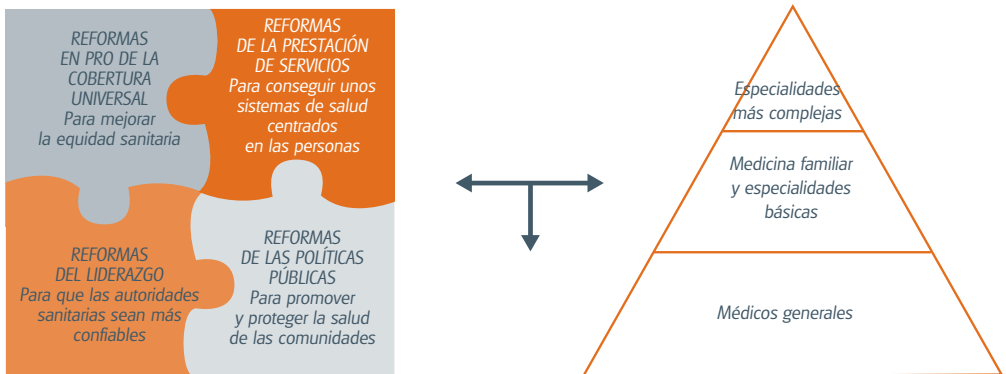 REFORMAS
EN PRO DE LA
COBERTURA
UNIVERSAL
Para mejorar
la equidad sanitaria
REFORMAS
DE LA PRESTACIÓN
DE SERVICIOS
Para conseguir unos
sistemas de salud
centrados
en las personas
REFORMAS
DEL LIDERAZGO
Para que las autoridades
sanitarias sean más
confiables
REFORMAS
DE LAS POLÍTICAS
PÚBLICAS
Para promover
y proteger la salud
de las comunidades
Especialidades
más complejas
Medicina familiar
y especialidades
básicas
Médicos generales